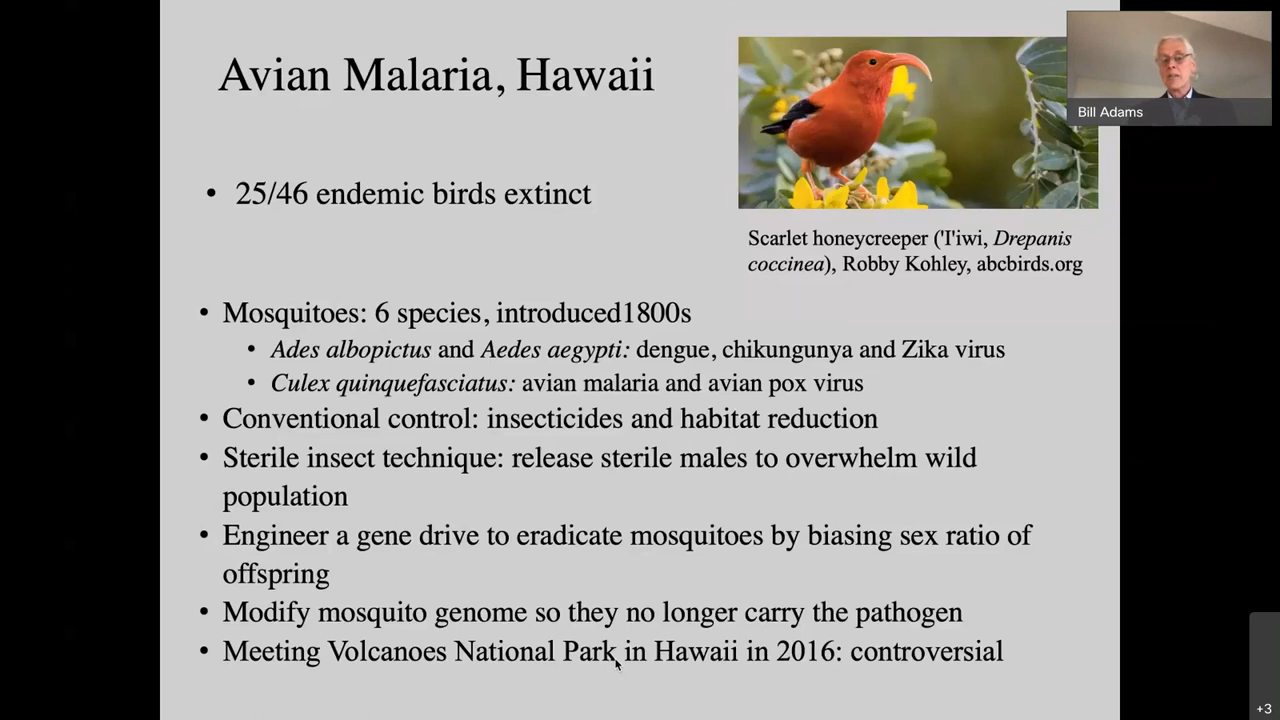 Avian Malaria, Hawaii
Bill Adams
• 25/46 endemic birds extinct
Scarlet honeycreeper ('I'iwi, Drepanis
coccinea), Robby Kohley, abcbirds.org
• Mosquitoes: 6 species, introduced1800s
• Ades albopictus and Aedes aegypti: dengue, chikungunya and Zika virus
• Culex quinquefasciatus: avian malaria and avian pox virus
• Conventional control: insecticides and habitat reduction
• Sterile insect technique: release sterile males to overwhelm wild
population
• Engineer a gene drive to eradicate mosquitoes by biasing sex ratio of
offspring
• Modify mosquito genome so they no longer carry the pathogen
• Meeting Volcanoes National Park in Hawaii in 2016: controversial
+3